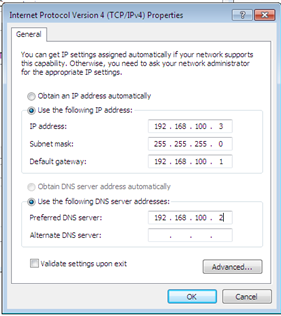 Internet Protocol Version 4 (TCP/IPv4) Properties
General
You can get IP settings assigned automatically if your network supports
this capability. Otherwise, you need to ask your network administrator
for the appropriate IP settings.
Obtain an IP address automatically
Use the following IP address:
IP address: 192 . 168 . 100 . 3
Subnet mask: 255 . 255 . 255 . 0
Default gateway: 192 . 168 . 100 . 1
Obtain DNS server address automatically
Use the following DNS server addresses:
Preferred DNS server: 192 . 168 . 100 . 2
Alternate DNS server: . . .
Validate settings upon exit
Advanced...
OK Cancel